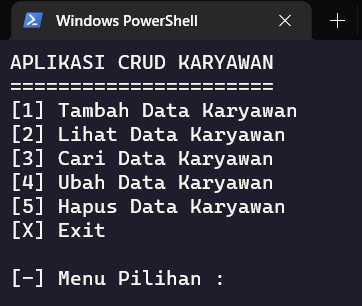 Windows PowerShell
APLIKASI CRUD KARYAWAN
======================
[1] Tambah Data Karyawan
[2] Lihat Data Karyawan
[3] Cari Data Karyawan
[4] Ubah Data Karyawan
[5] Hapus Data Karyawan
[X] Exit
[-] Menu Pilihan :